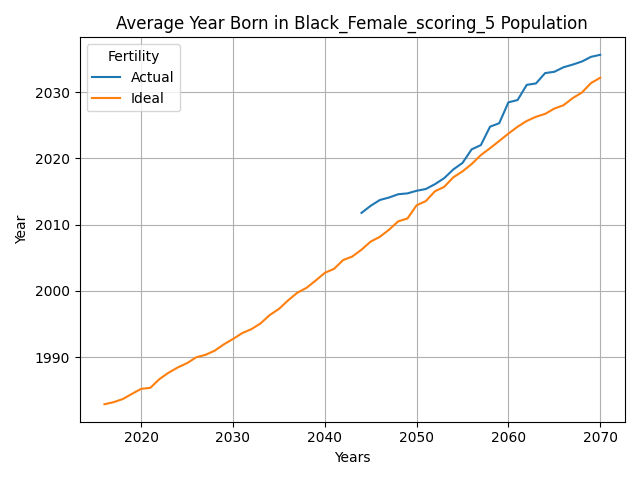 Average Year Born in Black_Female_scoring_5 Population
Fertility
Actual
Ideal
Year
2030
2020
2010
2000
1990
2020 2030 2040 2050 2060 2070
Years